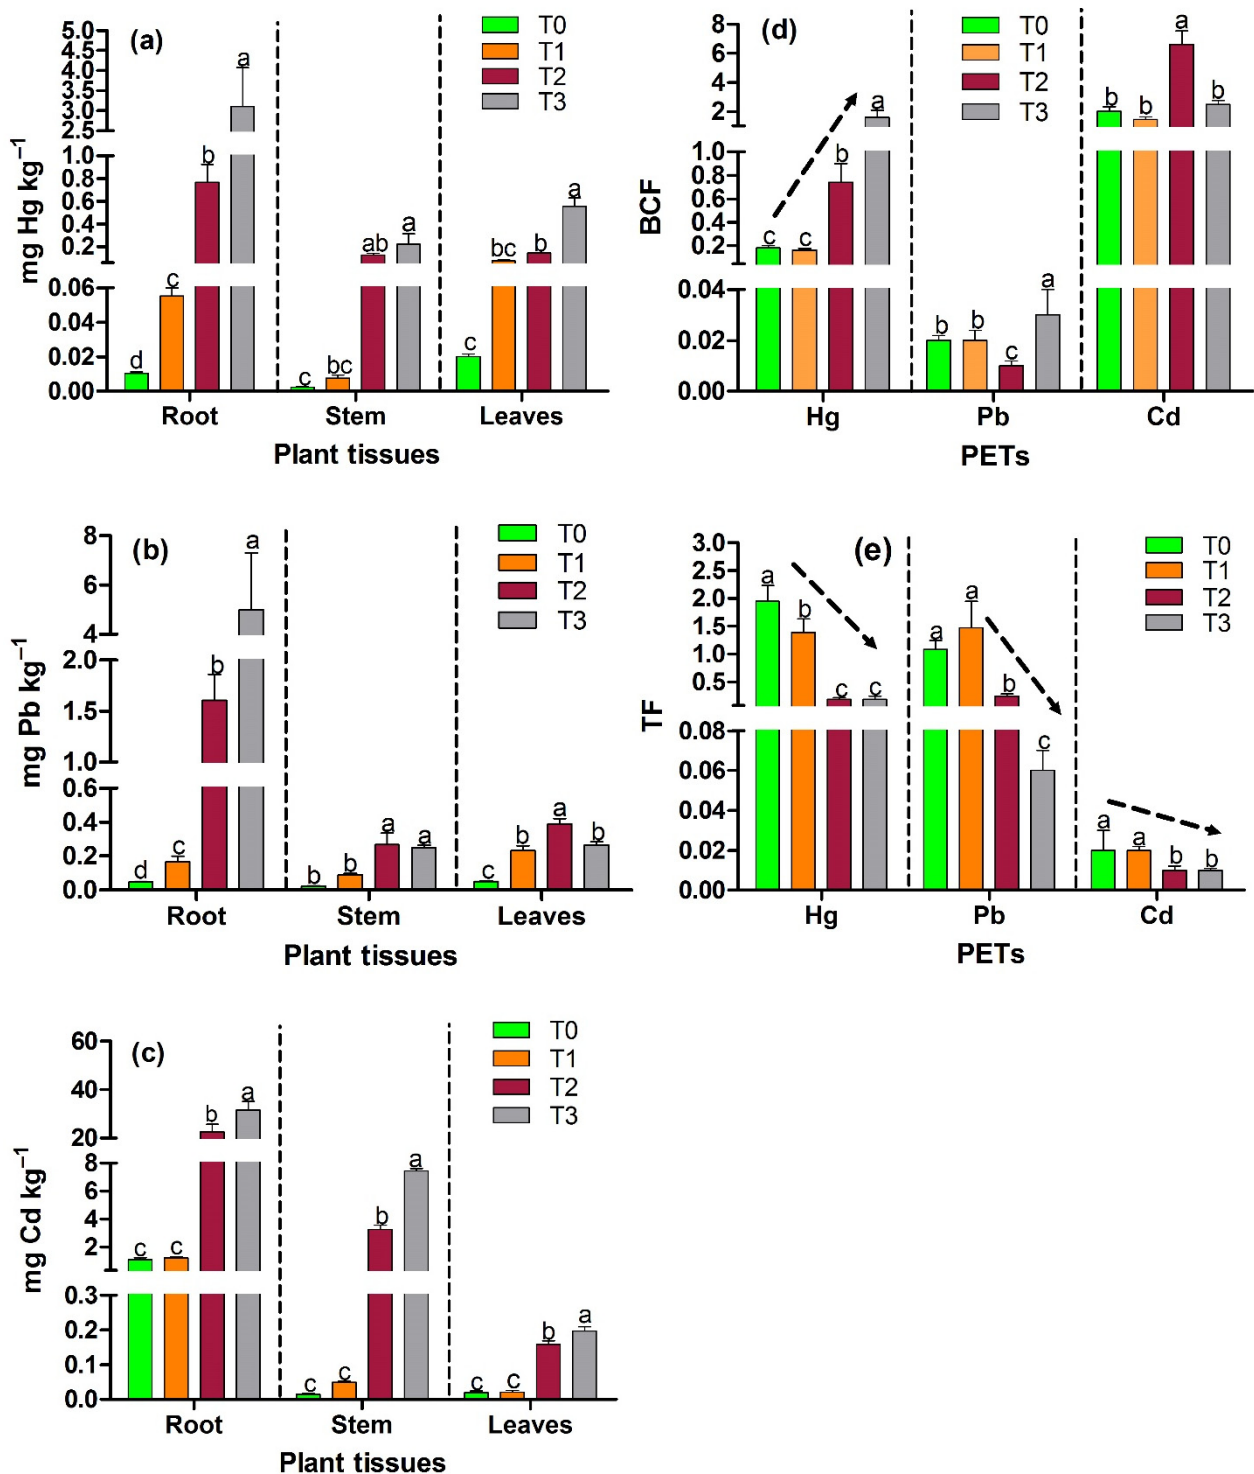 (a)
T0
T1
T2
T3
mg Hg kg⁻¹
5.0
4.5
4.0
3.5
3.0
2.5
1.0
0.8
0.6
0.4
0.2
0.06
0.04
0.02
0.00
d c b a
c bc ab a
c bc b a
Root Stem Leaves
Plant tissues
(d)
T0
T1
T2
T3
BCF
8
6
4
2
1.0
0.8
0.6
0.4
0.2
0.04
0.02
0.00
c c b a
b b c a
b b a b
Hg Pb Cd
PETs
(b)
T0
T1
T2
T3
mg Pb kg⁻¹
8
6
4
2.0
1.5
1.0
0.6
0.4
0.2
0.0
d c b a
b b a a
c b a b
Root Stem Leaves
Plant tissues
(e)
T0
T1
T2
T3
TF
3.0
2.5
2.0
1.5
1.0
0.5
0.08
0.06
0.04
0.02
0.00
a b c c
a a b c
a a b b
Hg Pb Cd
PETs
(c)
T0
T1
T2
T3
mg Cd kg⁻¹
60
40
20
8
6
4
2
0.3
0.2
0.1
0.0
c c b a
c c b a
c c b a
Root Stem Leaves
Plant tissues